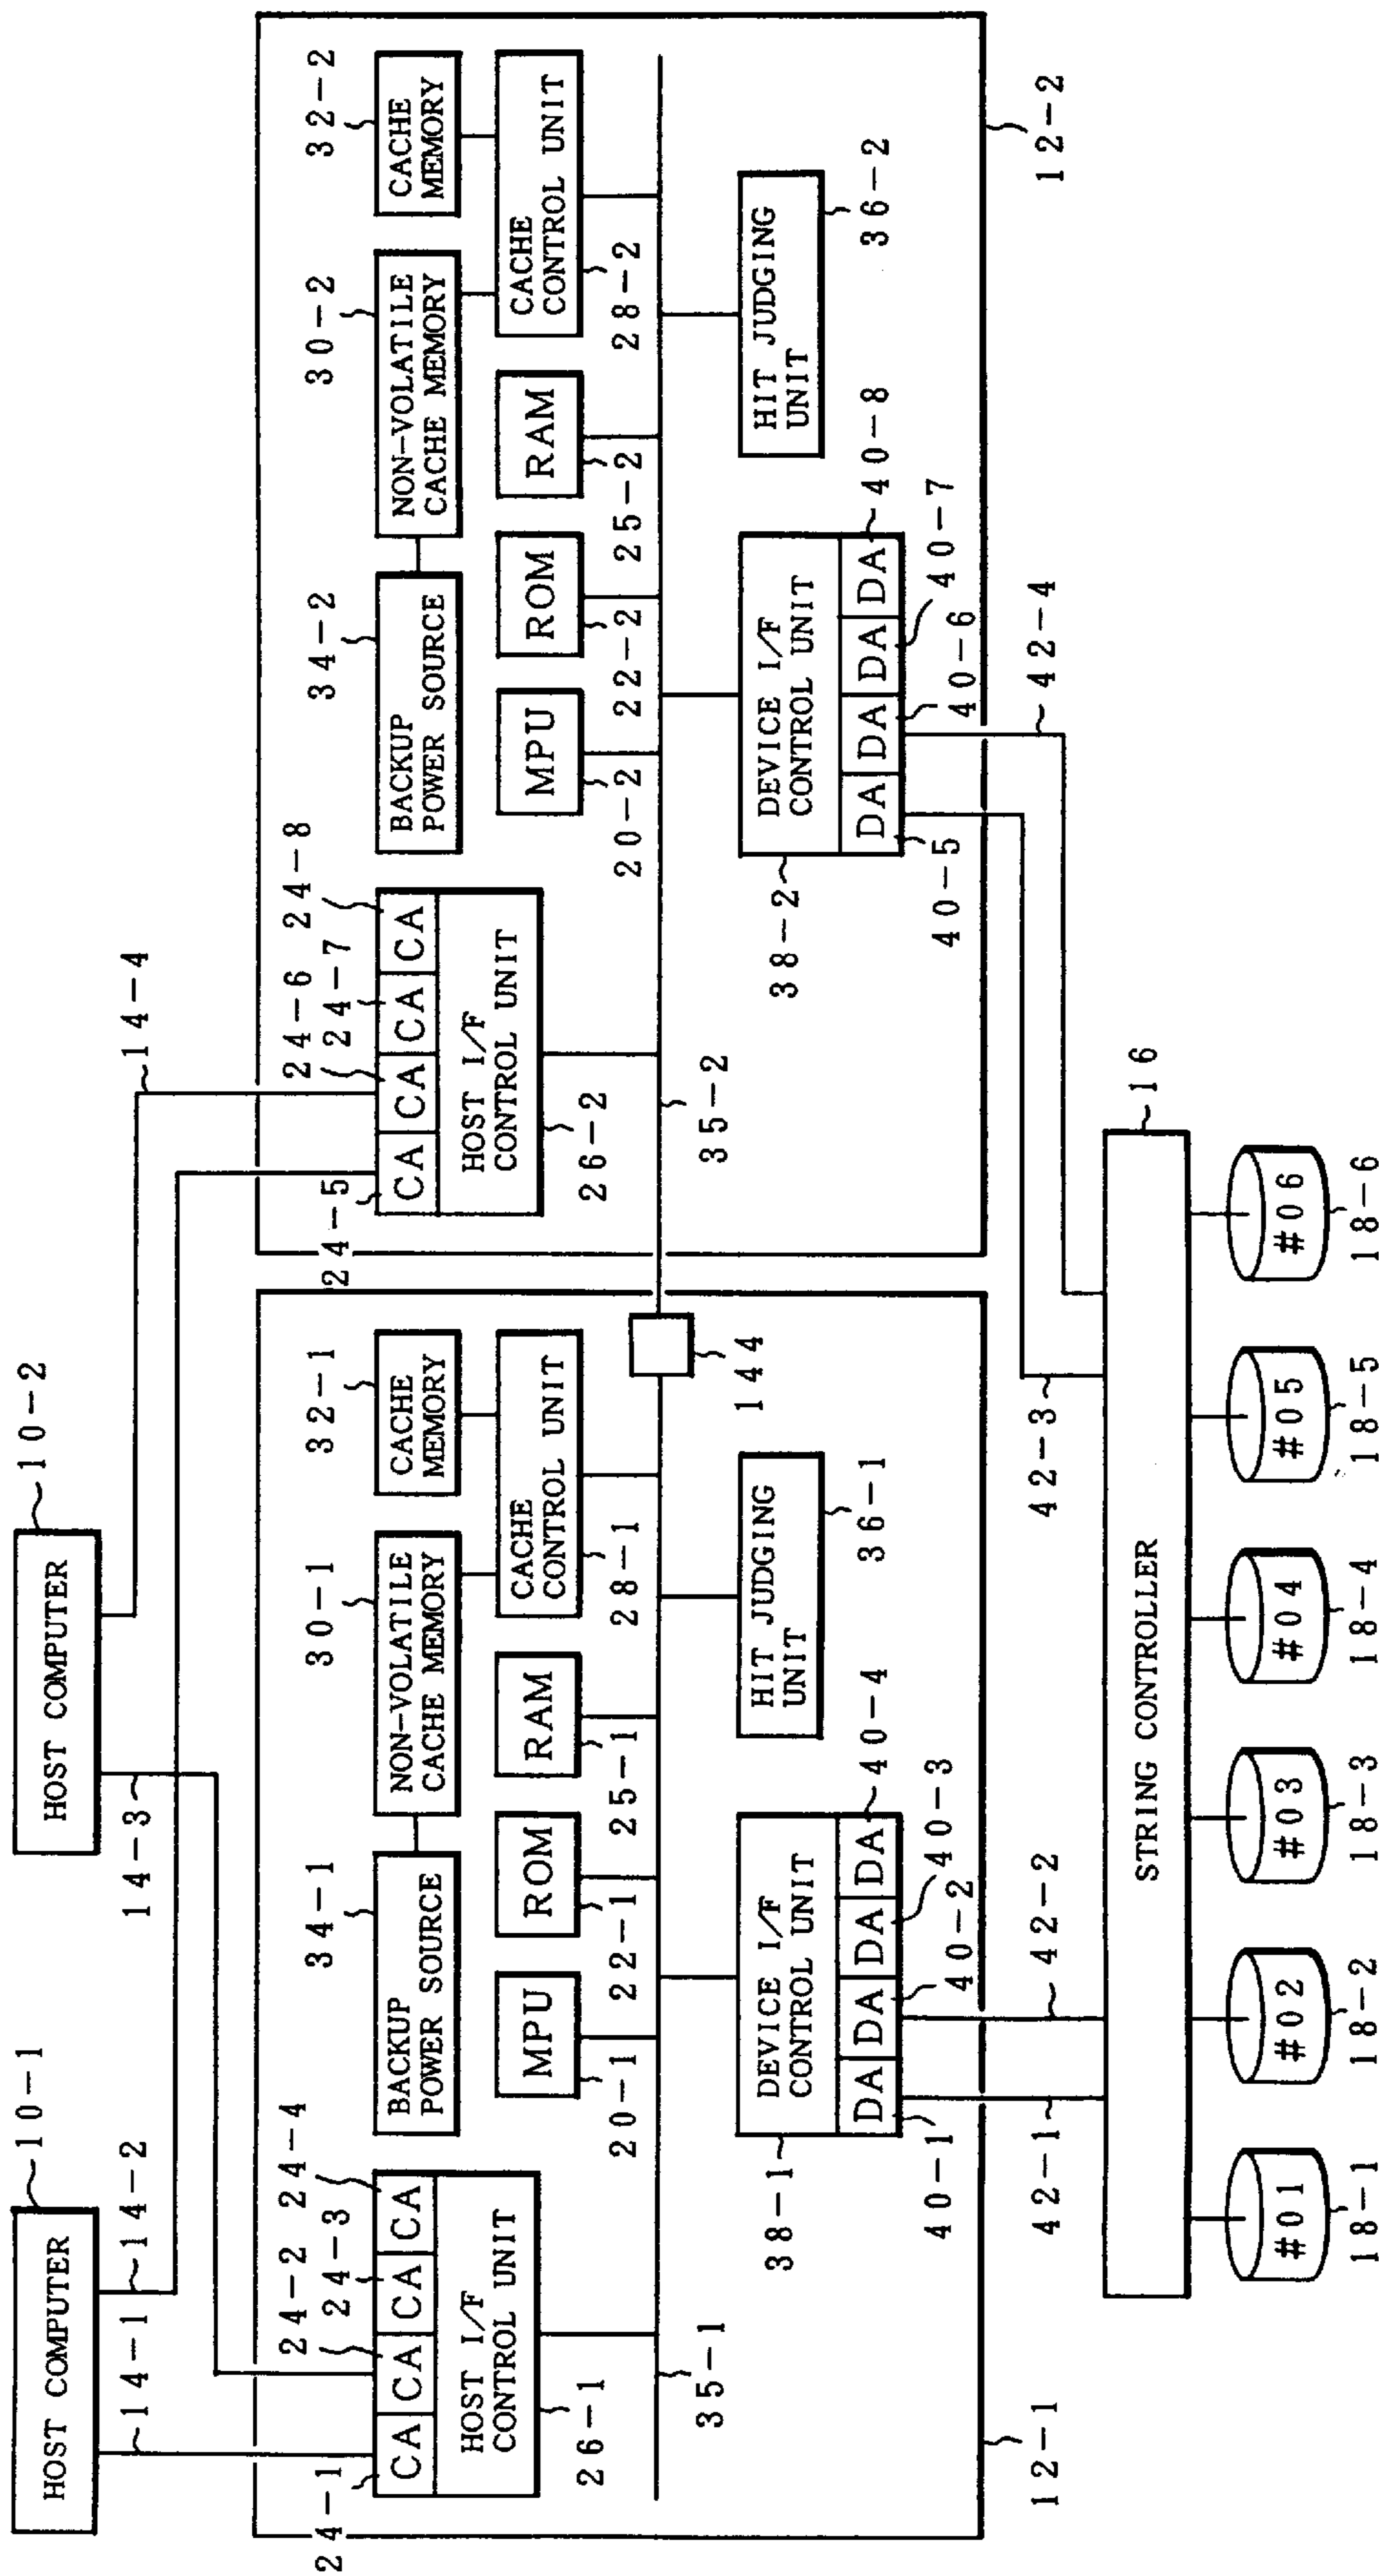 10-1
HOST COMPUTER
14-1
14-2
10-2
HOST COMPUTER
14-3
14-4
24-1
24-2
24-3
24-4
CA CA CA CA
HOST I/F
CONTROL UNIT
26-1
34-1
BACKUP
POWER SOURCE
30-1
NON-VOLATILE
CACHE MEMORY
32-1
CACHE
MEMORY
MPU
20-1
ROM
22-1
RAM
25-1
CACHE
CONTROL UNIT
28-1
35-1
144
DEVICE I/F
CONTROL UNIT
DA DA DA DA
38-1
40-1
40-2
40-3
40-4
HIT JUDGING
UNIT
36-1
12-1
42-1
42-2
24-5
24-6
24-7
24-8
CA CA CA CA
HOST I/F
CONTROL UNIT
26-2
34-2
BACKUP
POWER SOURCE
30-2
NON-VOLATILE
CACHE MEMORY
32-2
CACHE
MEMORY
MPU
20-2
ROM
22-2
RAM
25-2
CACHE
CONTROL UNIT
28-2
35-2
DEVICE I/F
CONTROL UNIT
DA DA DA DA
38-2
40-5
40-6
40-7
40-8
HIT JUDGING
UNIT
36-2
12-2
42-3
42-4
STRING CONTROLLER
16
#01
#02
#03
#04
#05
#06
18-1
18-2
18-3
18-4
18-5
18-6